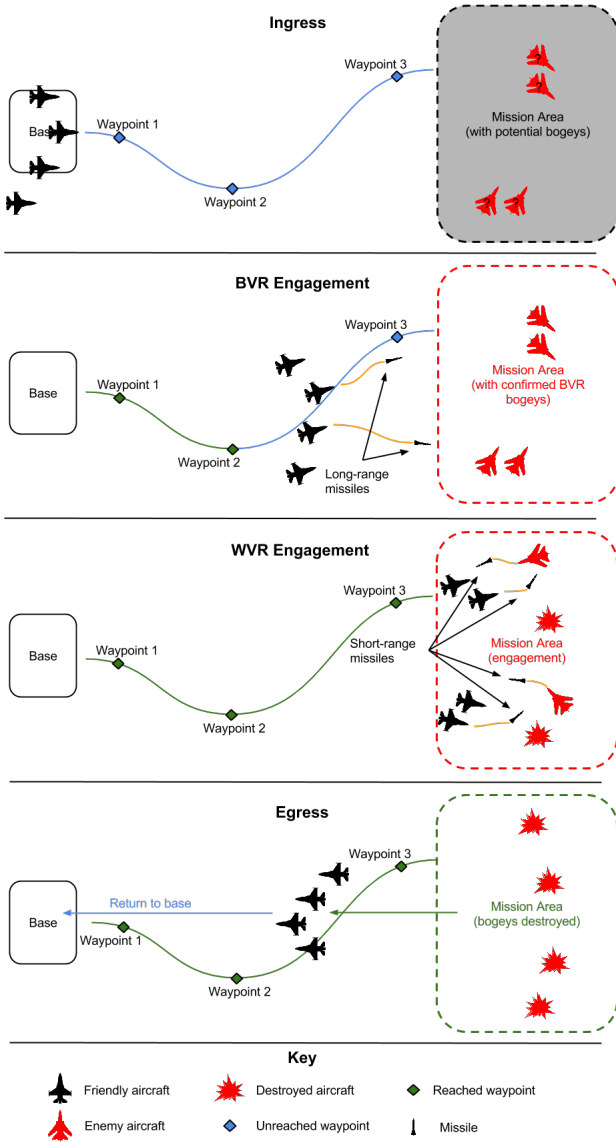 Ingress
Waypoint 3
Waypoint 1
Base
Mission Area
(with potential bogeys)
? ? ? ?
Waypoint 2
BVR Engagement
Waypoint 3
Mission Area
(with confirmed BVR
bogeys)
Waypoint 1
Base
Waypoint 2
Long-range
missiles
WVR Engagement
Waypoint 3
Short-range
missiles
Mission Area
(engagement)
Waypoint 1
Base
Waypoint 2
Egress
Waypoint 3
Return to base
Mission Area
(bogeys destroyed)
Base
Waypoint 1
Waypoint 2
Key
Friendly aircraft
Destroyed aircraft
Reached waypoint
Enemy aircraft
Unreached waypoint
Missile